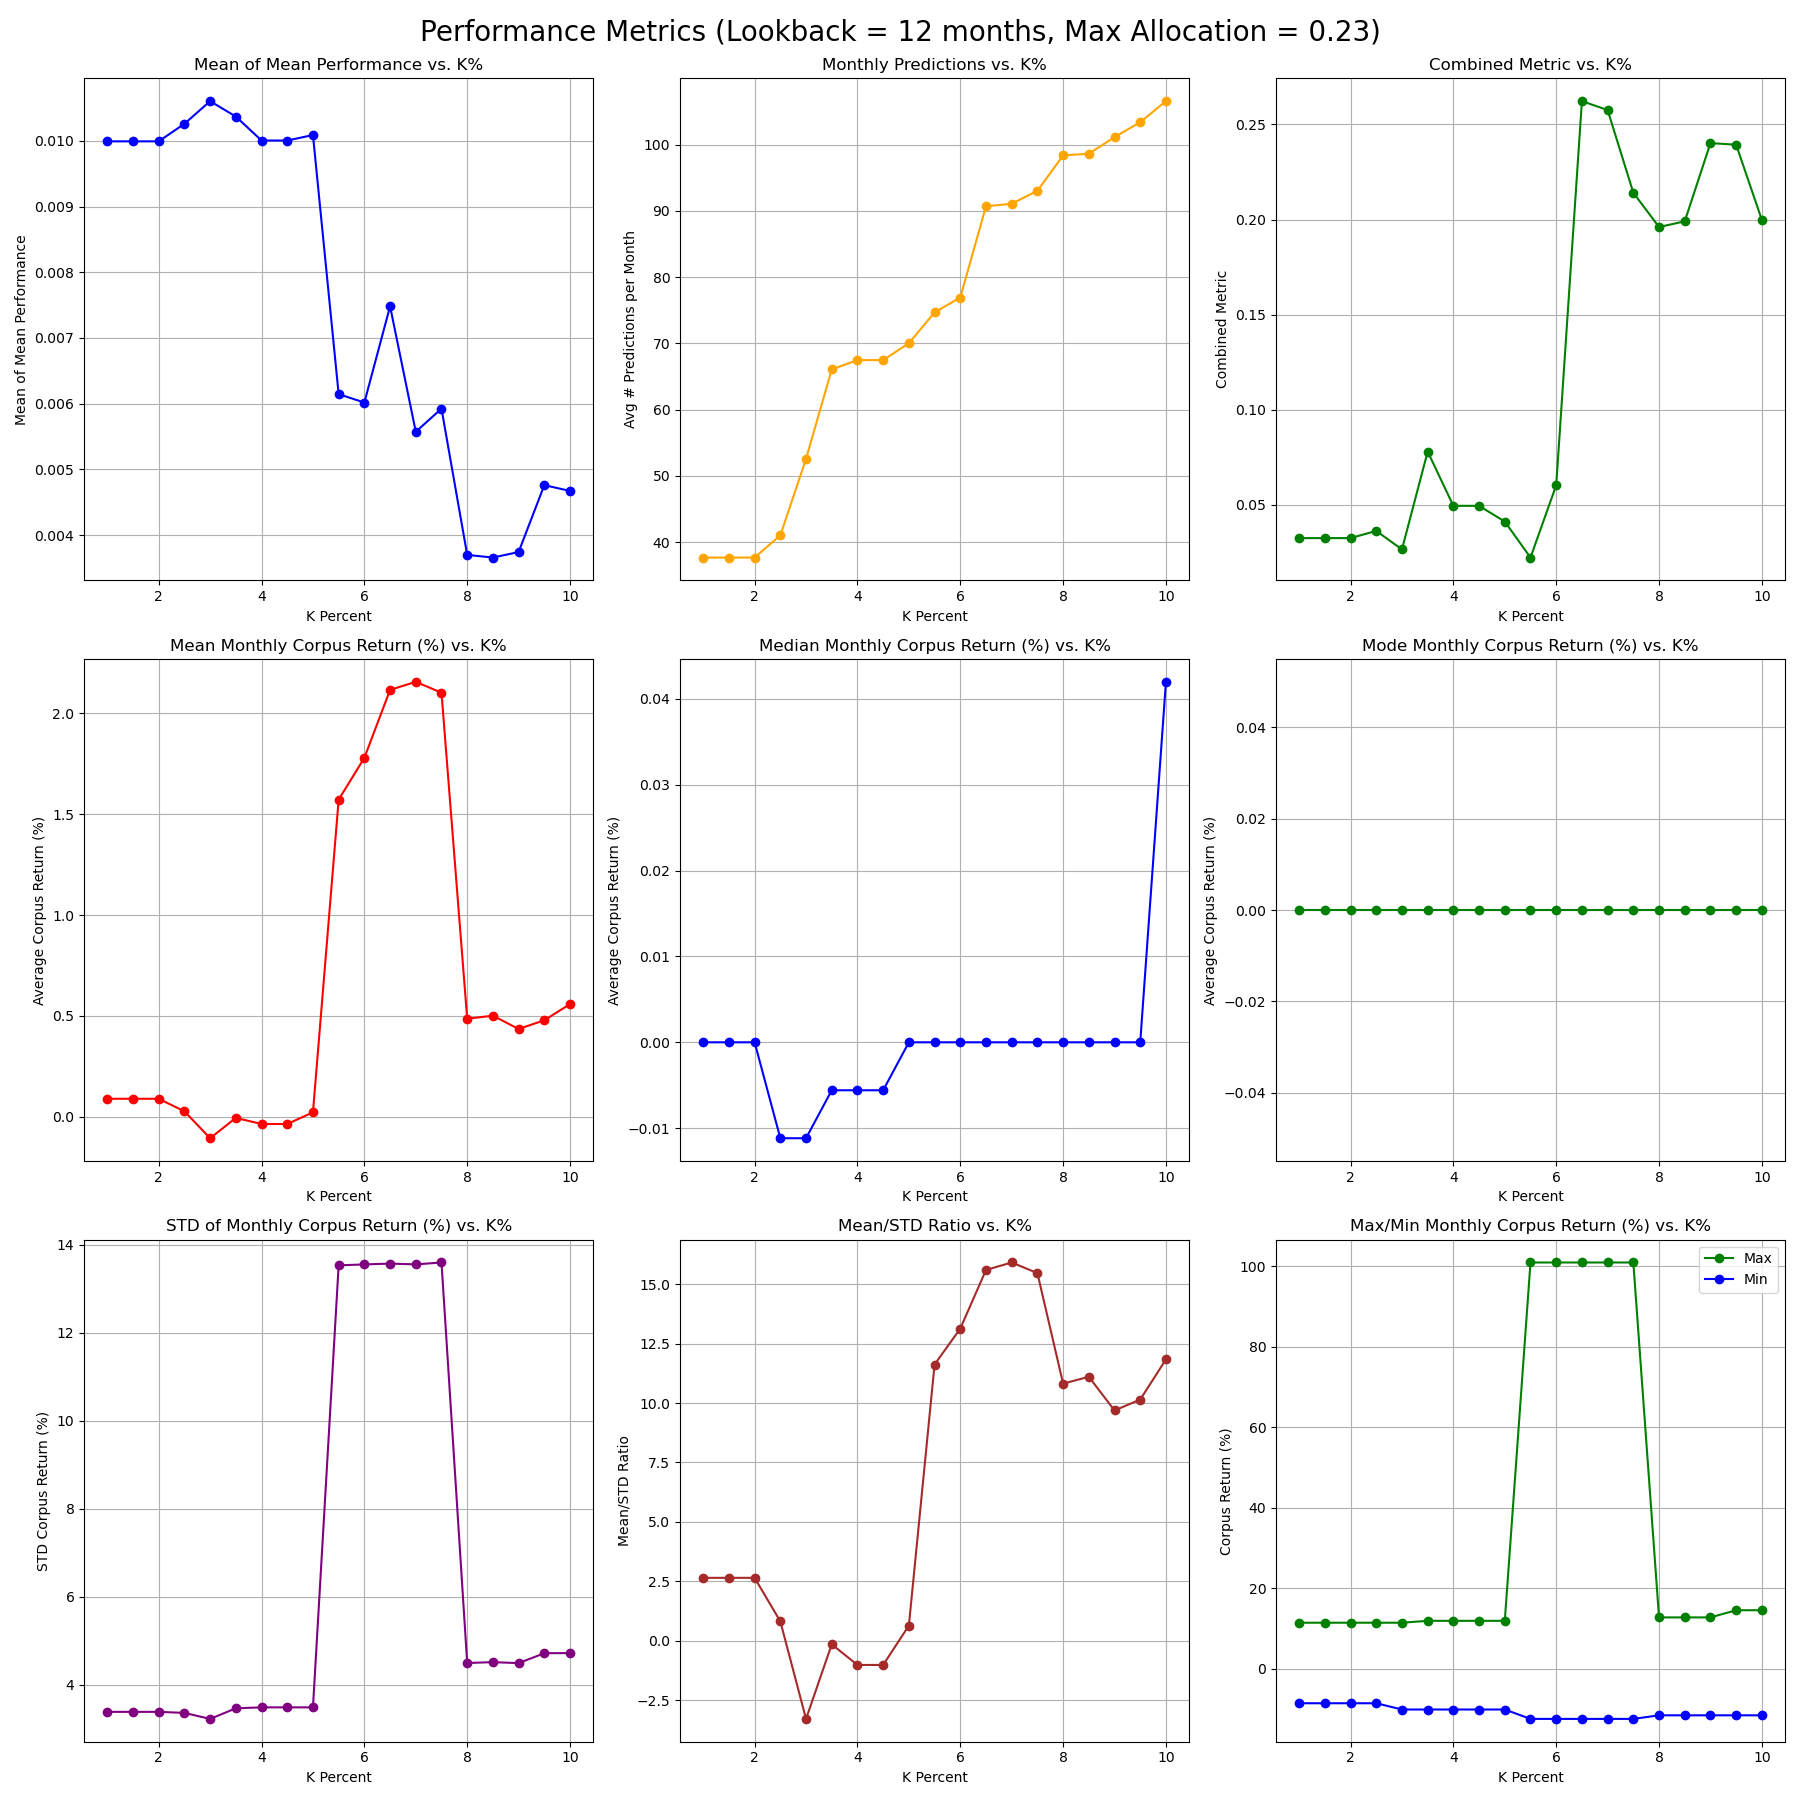 Performance Metrics (Lookback = 12 months, Max Allocation = 0.23)
Mean of Mean Performance vs. K%
Mean of Mean Performance
0.010
0.009
0.008
0.007
0.006
0.005
0.004
2 4 6 8 10
K Percent
Monthly Predictions vs. K%
Avg # Predictions per Month
100
90
80
70
60
50
40
2 4 6 8 10
K Percent
Combined Metric vs. K%
Combined Metric
0.25
0.20
0.15
0.10
0.05
2 4 6 8 10
K Percent
Mean Monthly Corpus Return (%) vs. K%
Average Corpus Return (%)
2.0
1.5
1.0
0.5
0.0
2 4 6 8 10
K Percent
Median Monthly Corpus Return (%) vs. K%
Average Corpus Return (%)
0.04
0.03
0.02
0.01
0.00
−0.01
2 4 6 8 10
K Percent
Mode Monthly Corpus Return (%) vs. K%
Average Corpus Return (%)
0.04
0.02
0.00
−0.02
−0.04
2 4 6 8 10
K Percent
STD of Monthly Corpus Return (%) vs. K%
STD Corpus Return (%)
14
12
10
8
6
4
2 4 6 8 10
K Percent
Mean/STD Ratio vs. K%
Mean/STD Ratio
15.0
12.5
10.0
7.5
5.0
2.5
0.0
−2.5
2 4 6 8 10
K Percent
Max/Min Monthly Corpus Return (%) vs. K%
Corpus Return (%)
100
80
60
40
20
0
Max
Min
2 4 6 8 10
K Percent